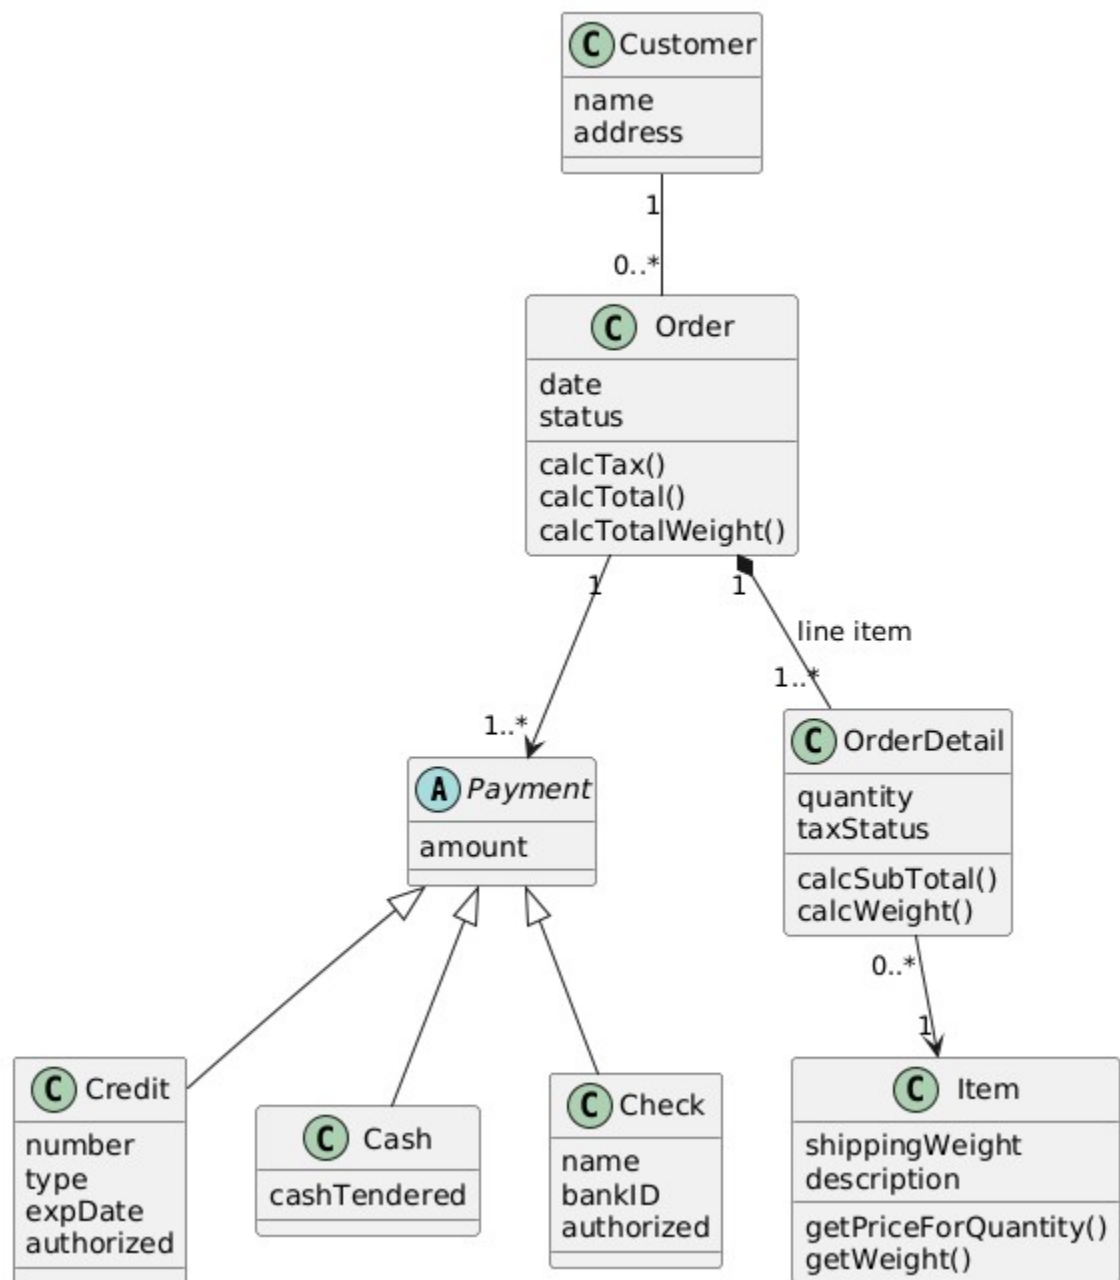 C Customer
name
address
1
0..*
C Order
date
status
calcTax()
calcTotal()
calcTotalWeight()
1
1
line item
1..*
1..*
A Payment
amount
C OrderDetail
quantity
taxStatus
calcSubTotal()
calcWeight()
0..*
1
C Credit
number
type
expDate
authorized
C Cash
cashTendered
C Check
name
bankID
authorized
C Item
shippingWeight
description
getPriceForQuantity()
getWeight()